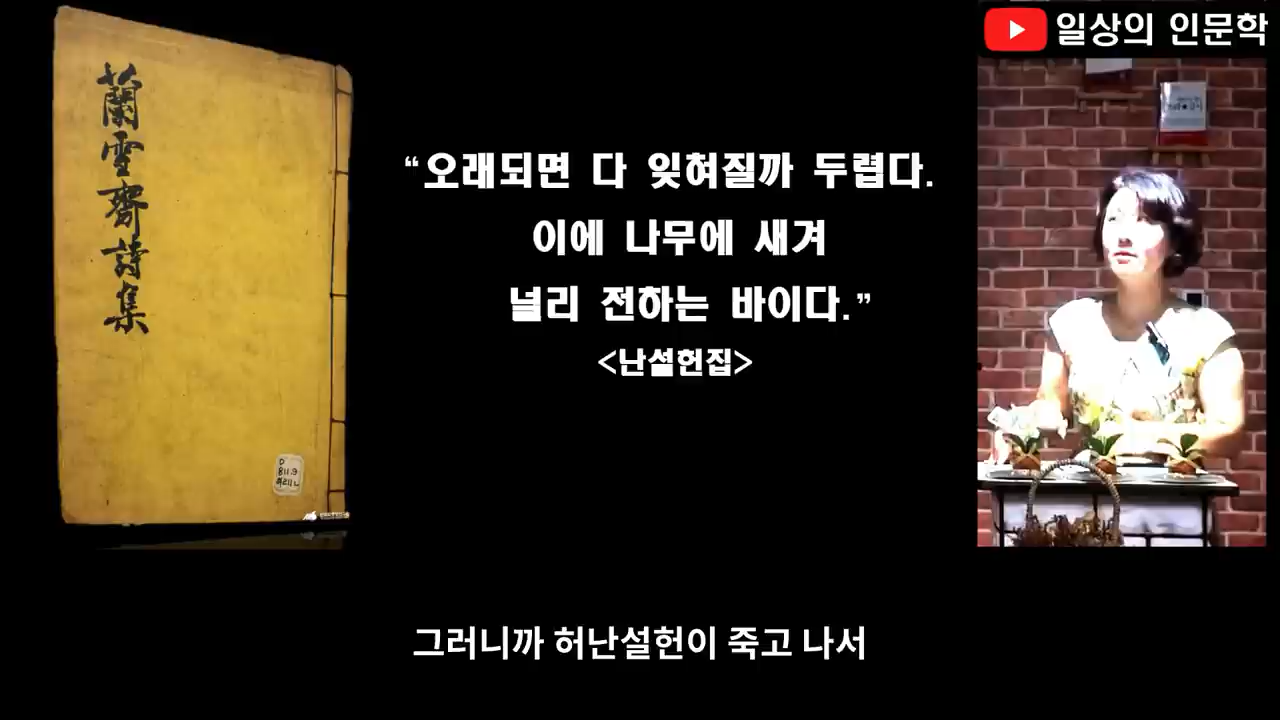 일상의 인문학
蘭雪齋詩集
“오래되면 다 잊혀질까 두렵다.
이에 나무에 새겨
널리 전하는 바이다.”
<난설헌집>
811.9
그러니까 허난설헌이 죽고 나서